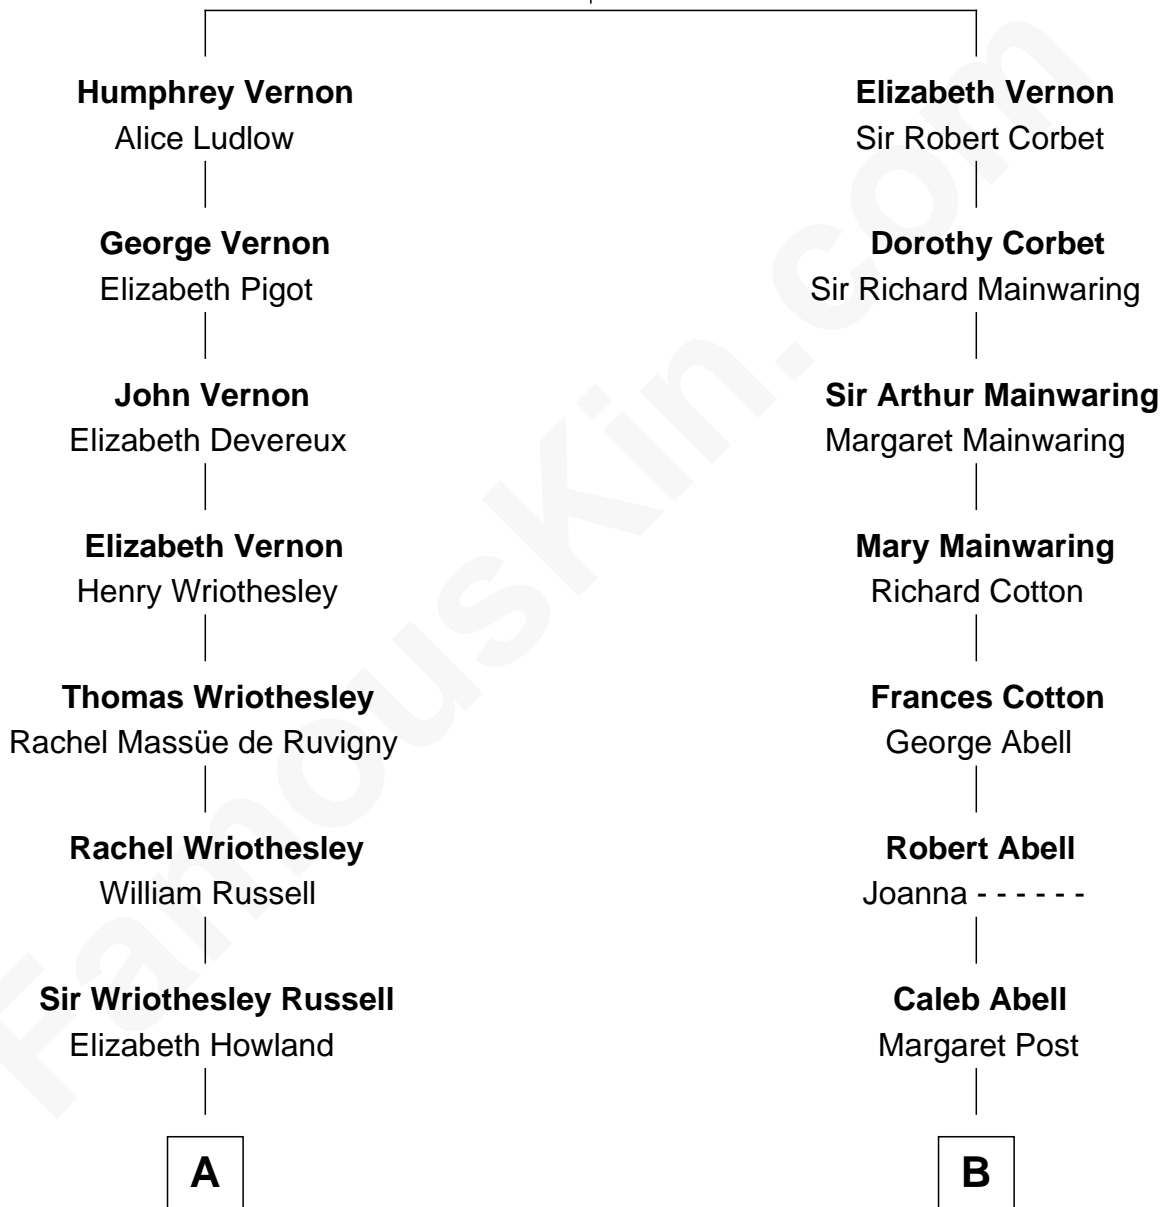 Humphrey Vernon
Alice Ludlow
George Vernon
Elizabeth Pigot
John Vernon
Elizabeth Devereux
Elizabeth Vernon
Henry Wriothesley
Thomas Wriothesley
Rachel Massüe de Ruvigny
Rachel Wriothesley
William Russell
Sir Wriothesley Russell
Elizabeth Howland
A
Elizabeth Vernon
Sir Robert Corbet
Dorothy Corbet
Sir Richard Mainwaring
Sir Arthur Mainwaring
Margaret Mainwaring
Mary Mainwaring
Richard Cotton
Frances Cotton
George Abell
Robert Abell
Joanna - - - - - -
Caleb Abell
Margaret Post
B
FamousKin.com